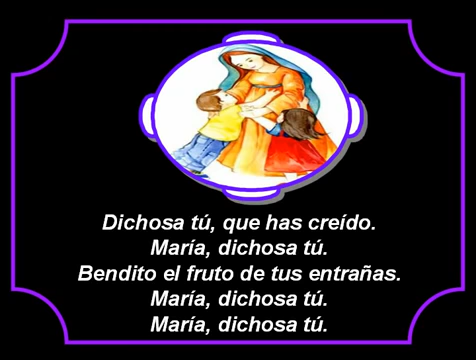 Dichosa tú, que has creído.
María, dichosa tú.
Bendito el fruto de tus entrañas.
María, dichosa tú.
María, dichosa tú.